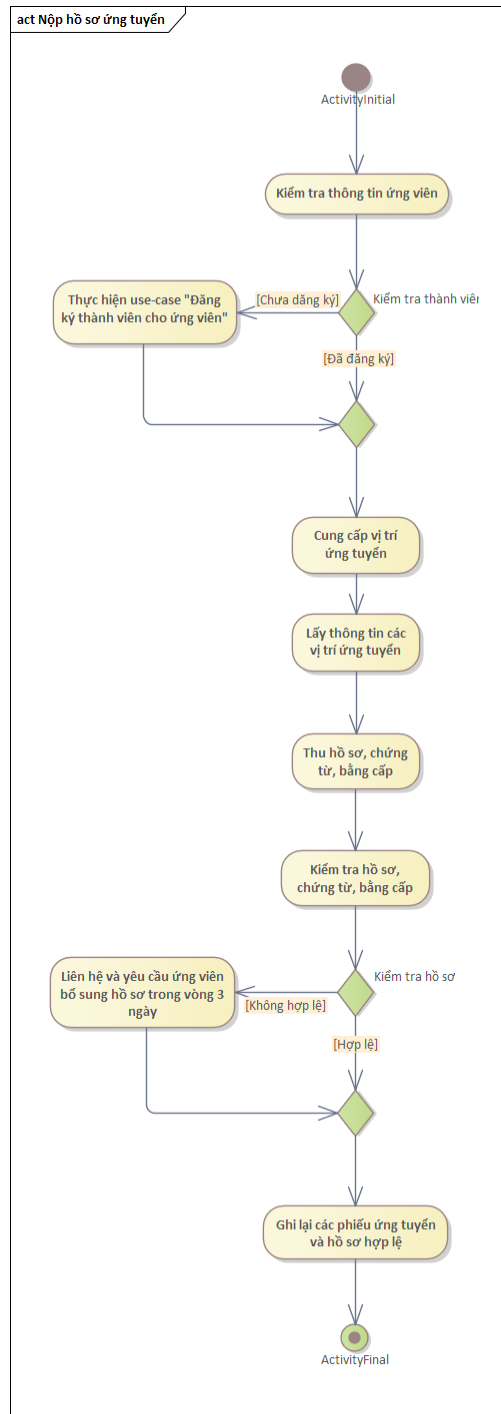 act Nộp hồ sơ ứng tuyển
ActivityInitial
Kiểm tra thông tin ứng viên
Thực hiện use-case "Đăng
ký thành viên cho ứng viên"
[Chưa đăng ký]
Kiểm tra thành viên
[Đã đăng ký]
Cung cấp vị trí
ứng tuyển
Lấy thông tin các
vị trí ứng tuyển
Thu hồ sơ, chứng
từ, bằng cấp
Kiểm tra hồ sơ,
chứng từ, bằng cấp
Liên hệ và yêu cầu ứng viên
bổ sung hồ sơ trong vòng 3
ngày
[Không hợp lệ]
Kiểm tra hồ sơ
[Hợp lệ]
Ghi lại các phiếu ứng tuyển
và hồ sơ hợp lệ
ActivityFinal